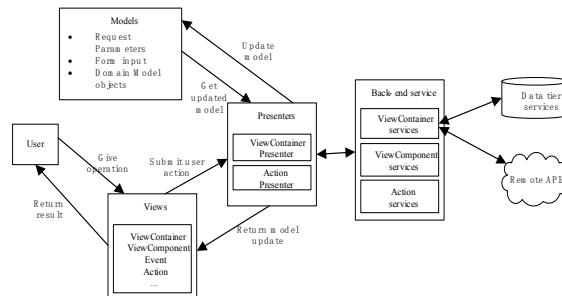 Models
• Request
Parameters
• Form input
• Domain Model
objects
Update
model
Get
updated
model
Presenters
ViewContainer
Presenter
Action
Presenter
Back-end service
ViewContainer
services
ViewComponent
services
Action
services
Data tier
services
Remote APIs
User
Give
operation
Submit user
action
Return
result
Views
ViewContainer
ViewComponent
Event
Action
...
Return model
update